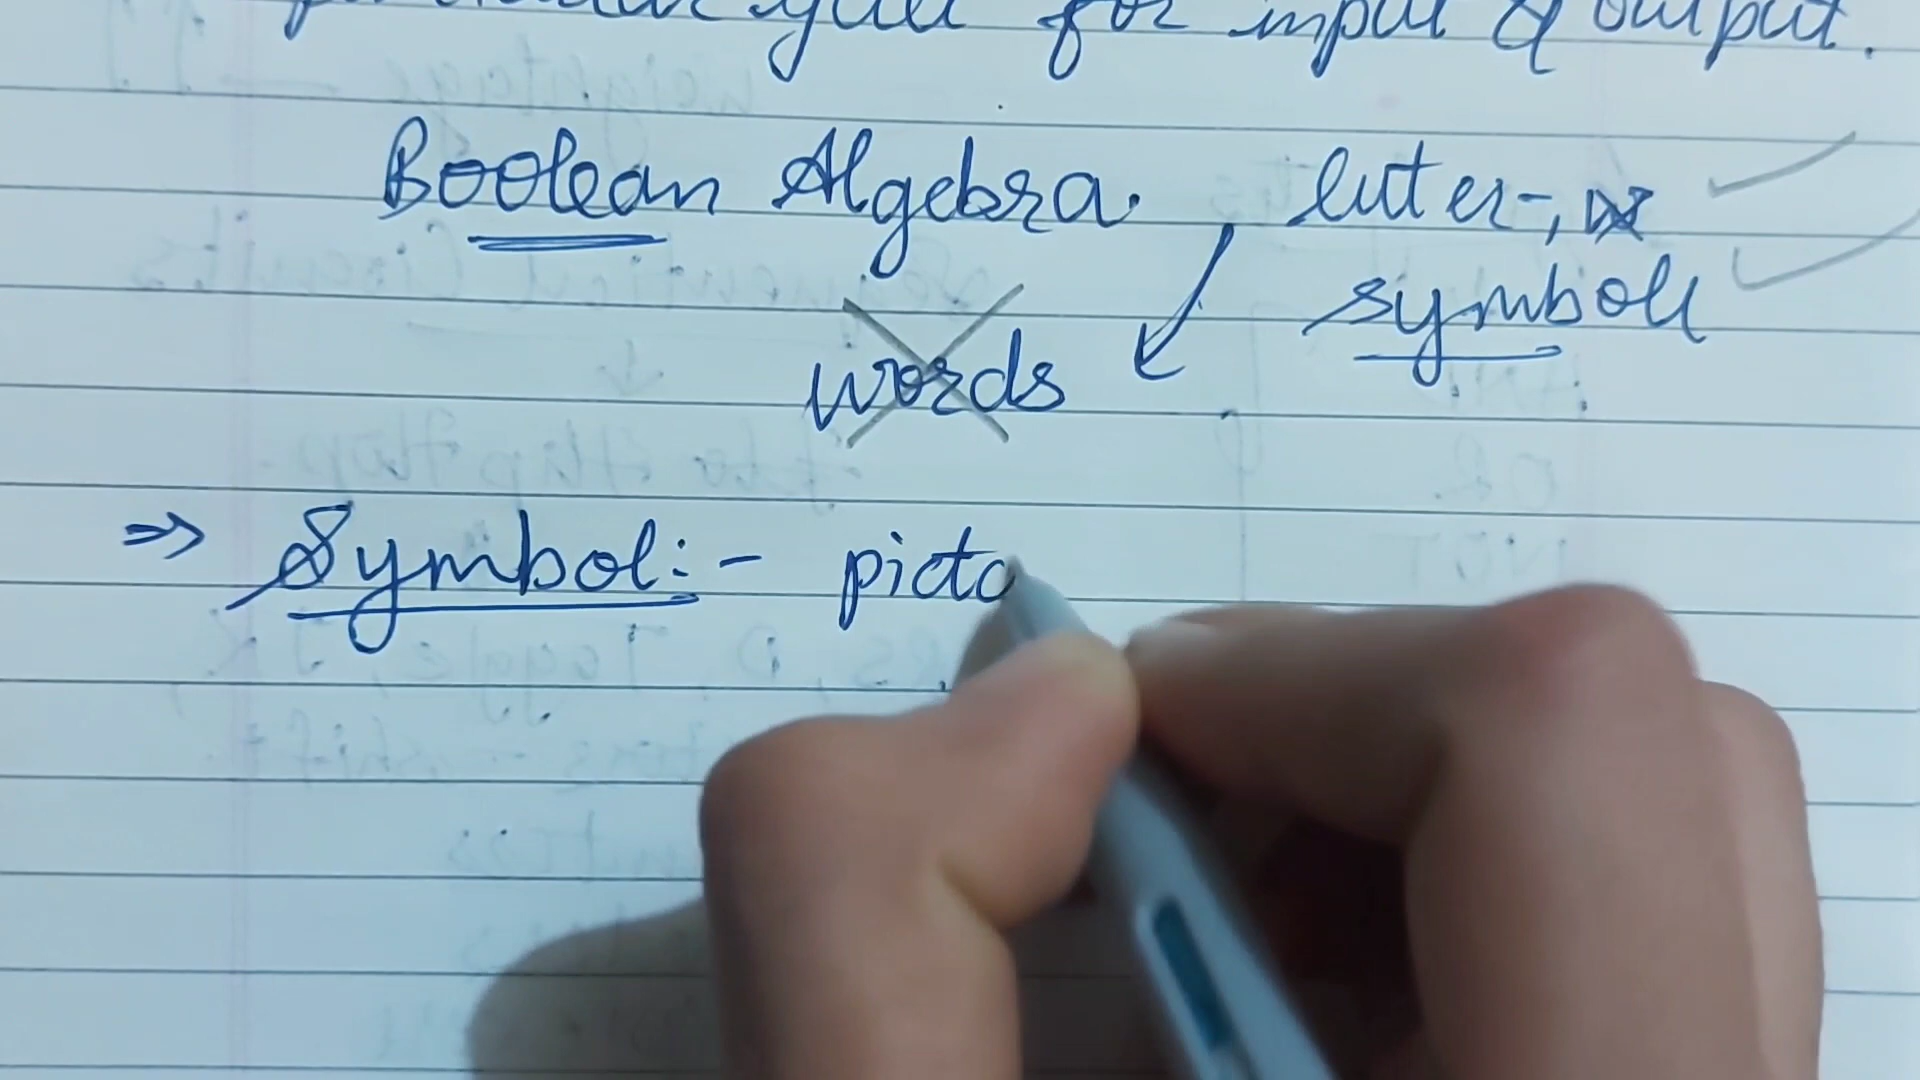 for input & output.
Boolean Algebra. letter,
symbol
words
⇒ Symbol:- picto